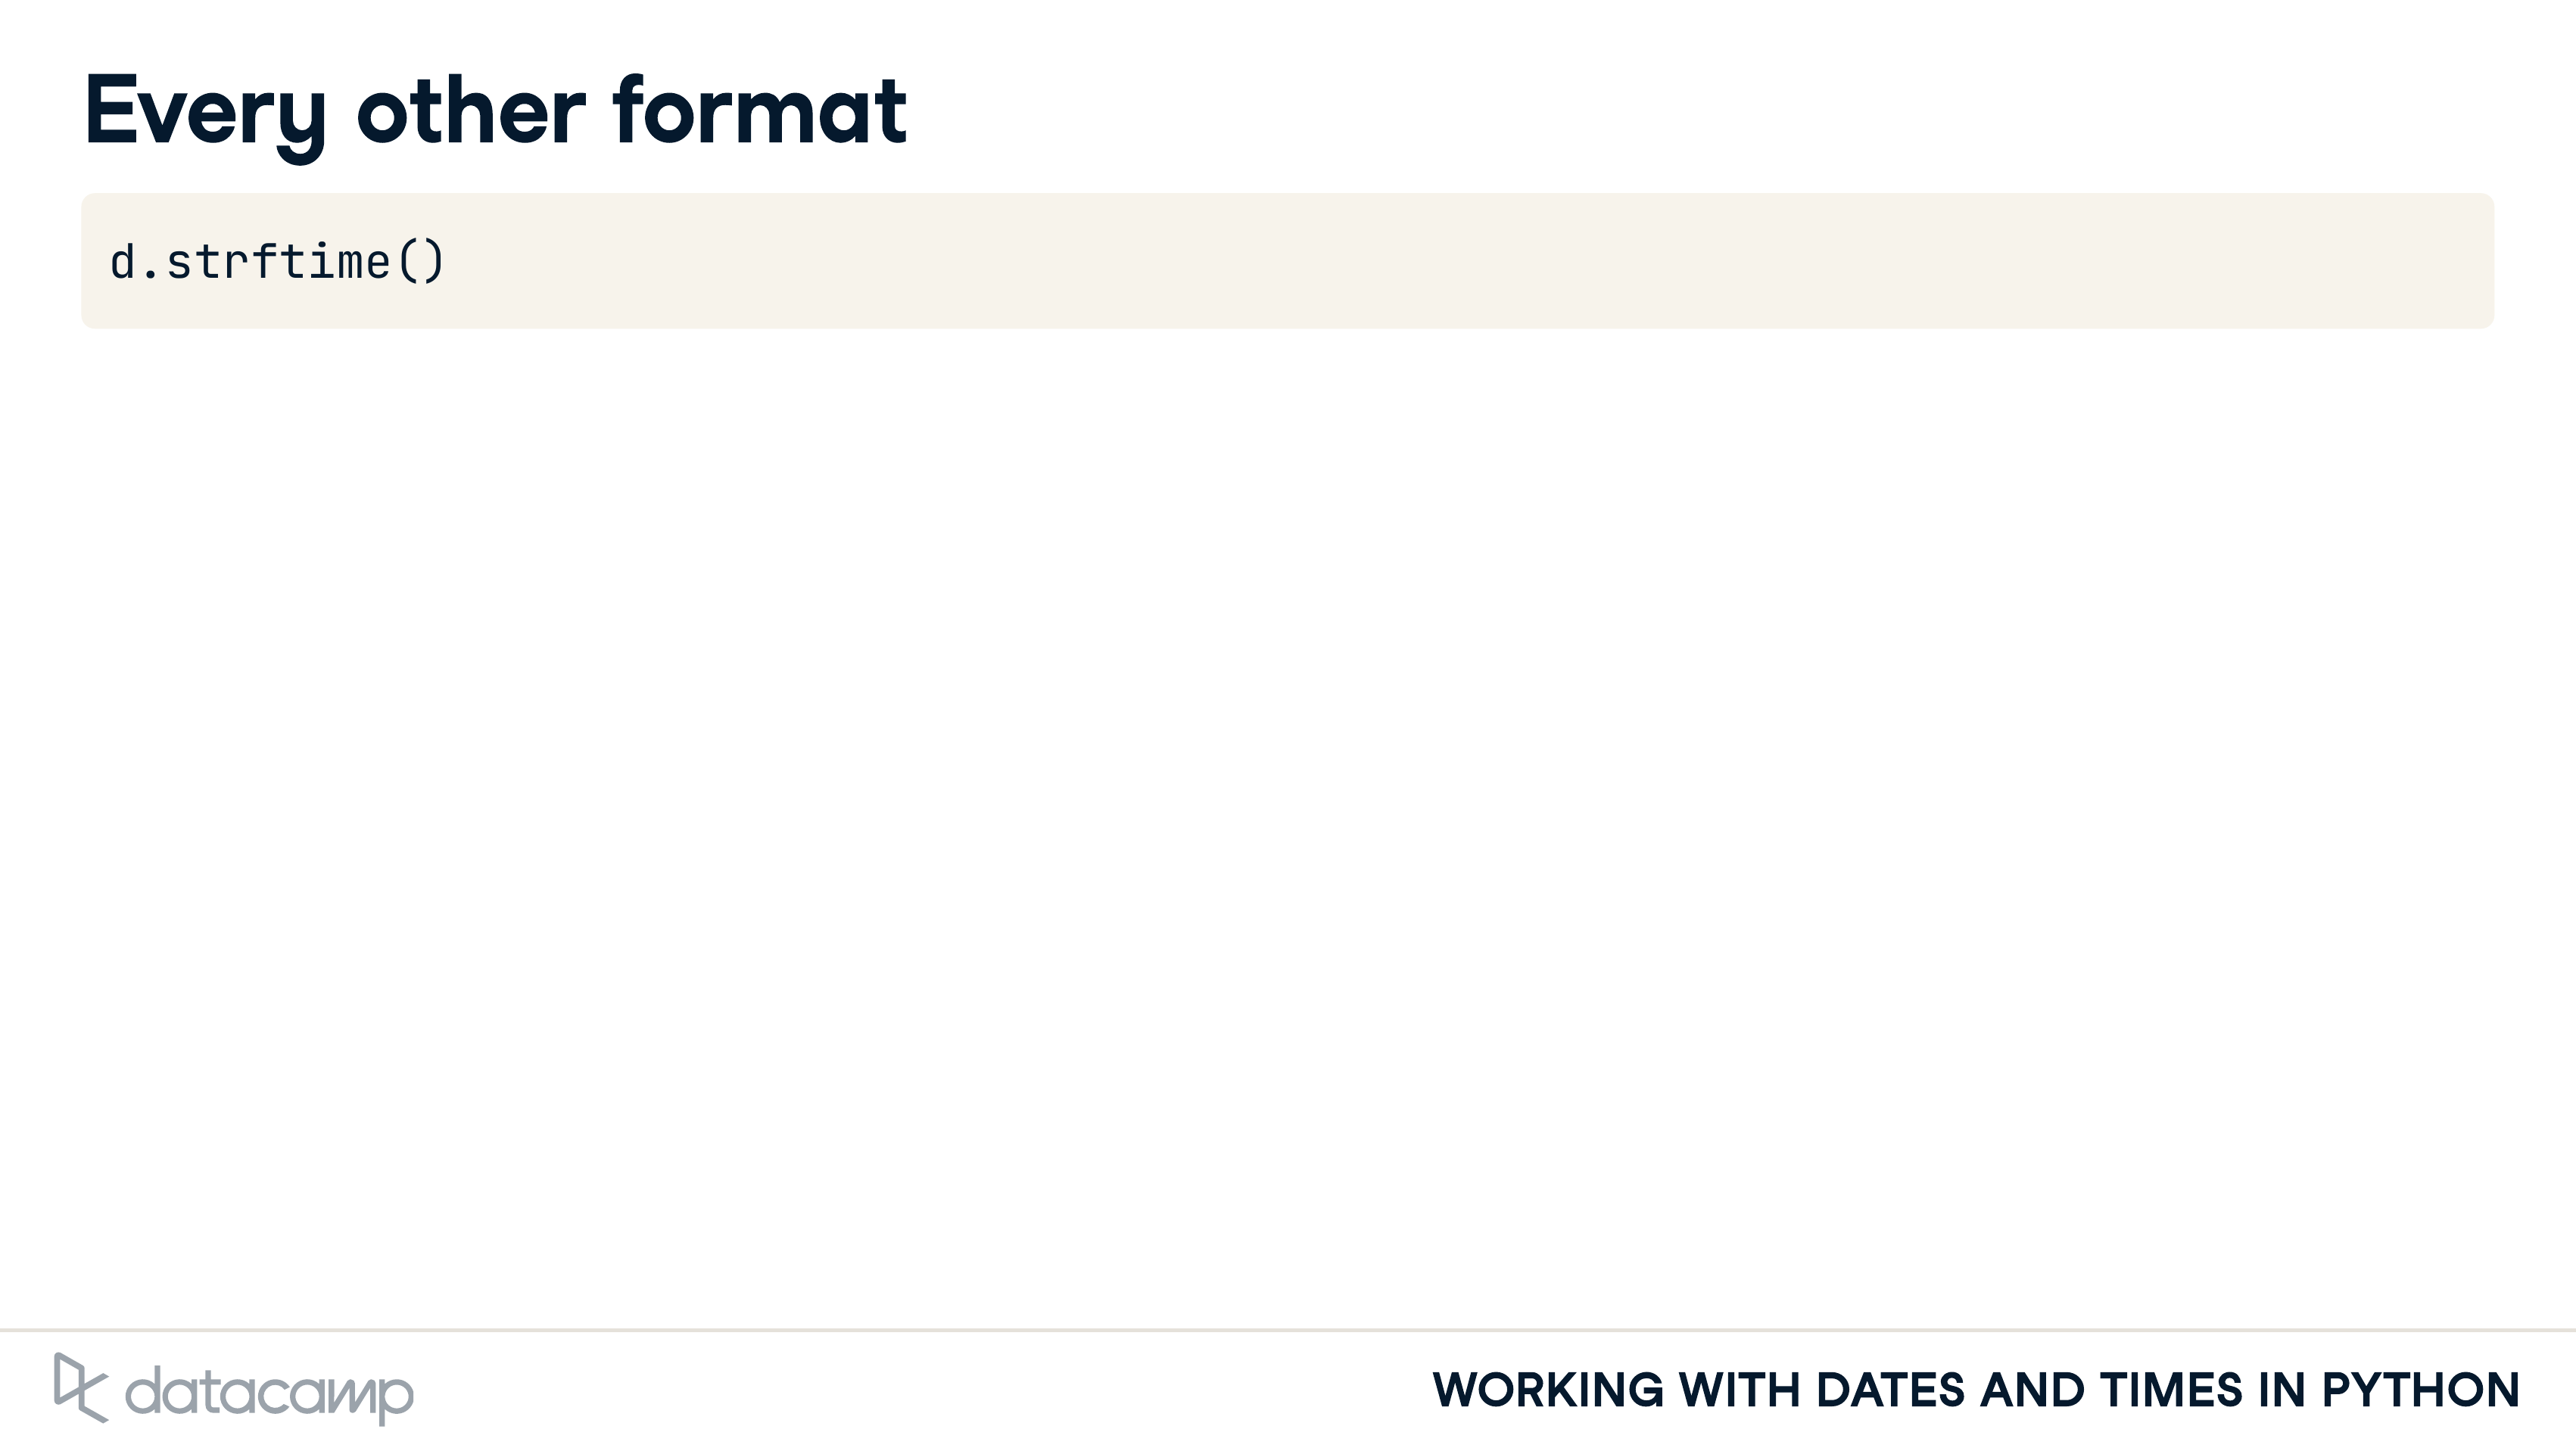 Every other format
d.strftime()
datacamp
WORKING WITH DATES AND TIMES IN PYTHON